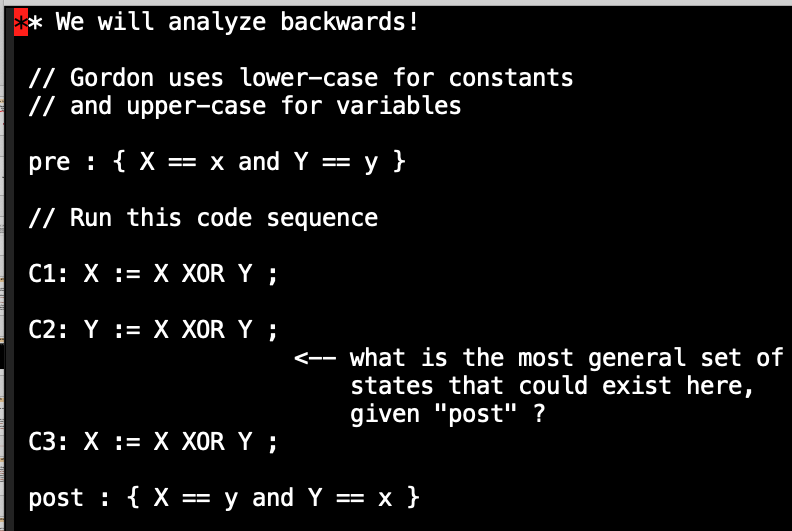 ** We will analyze backwards!
// Gordon uses lower-case for constants
// and upper-case for variables
pre : { X == x and Y == y }
// Run this code sequence
C1: X := X XOR Y ;
C2: Y := X XOR Y ;
<-- what is the most general set of
states that could exist here,
given "post" ?
C3: X := X XOR Y ;
post : { X == y and Y == x }